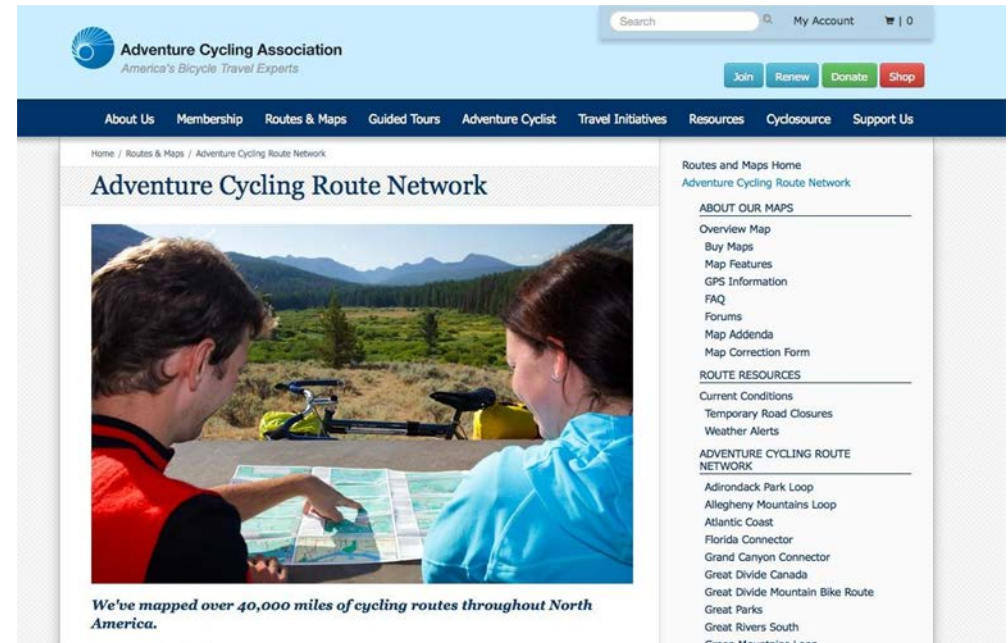 Search
My Account
| 0
Adventure Cycling Association
America's Bicycle Travel Experts
Join Renew Donate Shop
About Us Membership Routes & Maps Guided Tours Adventure Cyclist Travel Initiatives Resources Cyclosource Support Us
Home / Routes & Maps / Adventure Cycling Route Network
Adventure Cycling Route Network
We've mapped over 40,000 miles of cycling routes throughout North
America.
Routes and Maps Home
Adventure Cycling Route Network
ABOUT OUR MAPS
Overview Map
Buy Maps
Map Features
GPS Information
FAQ
Forums
Map Addenda
Map Correction Form
ROUTE RESOURCES
Current Conditions
Temporary Road Closures
Weather Alerts
ADVENTURE CYCLING ROUTE
NETWORK
Adirondack Park Loop
Allegheny Mountains Loop
Atlantic Coast
Florida Connector
Grand Canyon Connector
Great Divide Canada
Great Divide Mountain Bike Route
Great Parks
Great Rivers South
Green Mountains Loop